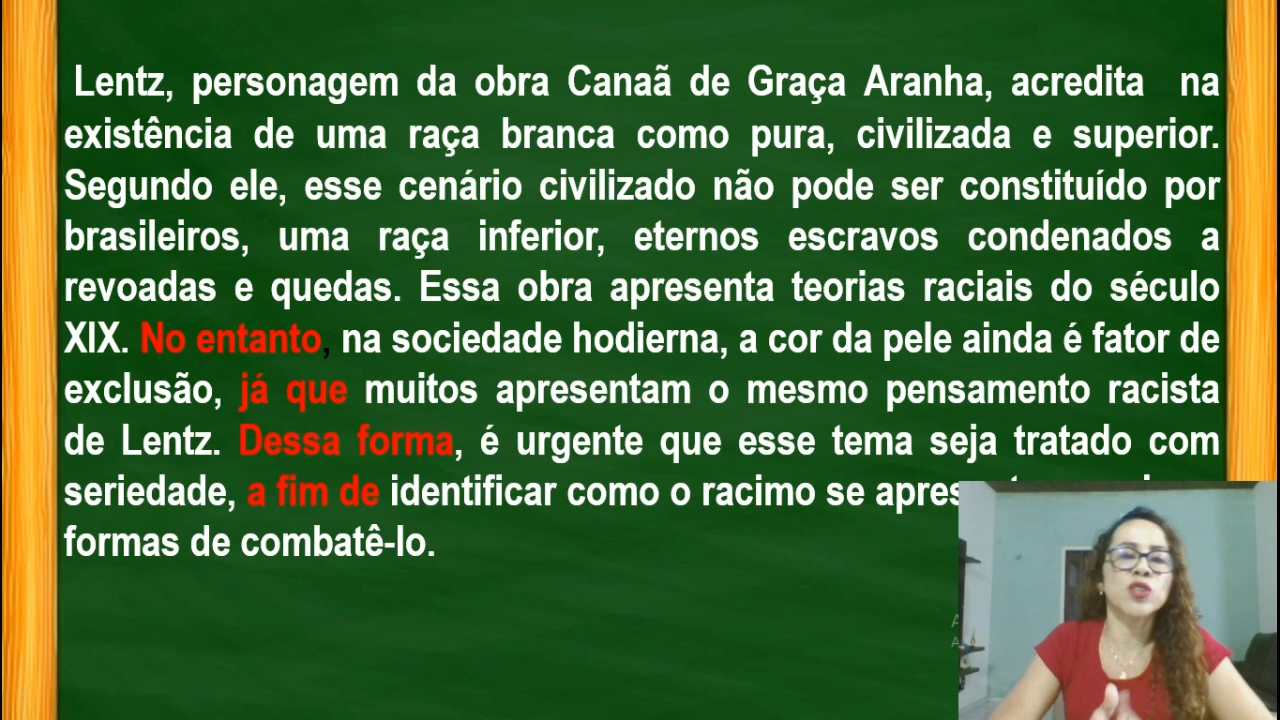 Lentz, personagem da obra Canaã de Graça Aranha, acredita na
existência de uma raça branca como pura, civilizada e superior.
Segundo ele, esse cenário civilizado não pode ser constituído por
brasileiros, uma raça inferior, eternos escravos condenados a
revoadas e quedas. Essa obra apresenta teorias raciais do século
XIX. No entanto, na sociedade hodierna, a cor da pele ainda é fator de
exclusão, já que muitos apresentam o mesmo pensamento racista
de Lentz. Dessa forma, é urgente que esse tema seja tratado com
seriedade, a fim de identificar como o racimo se
formas de combatê-lo.